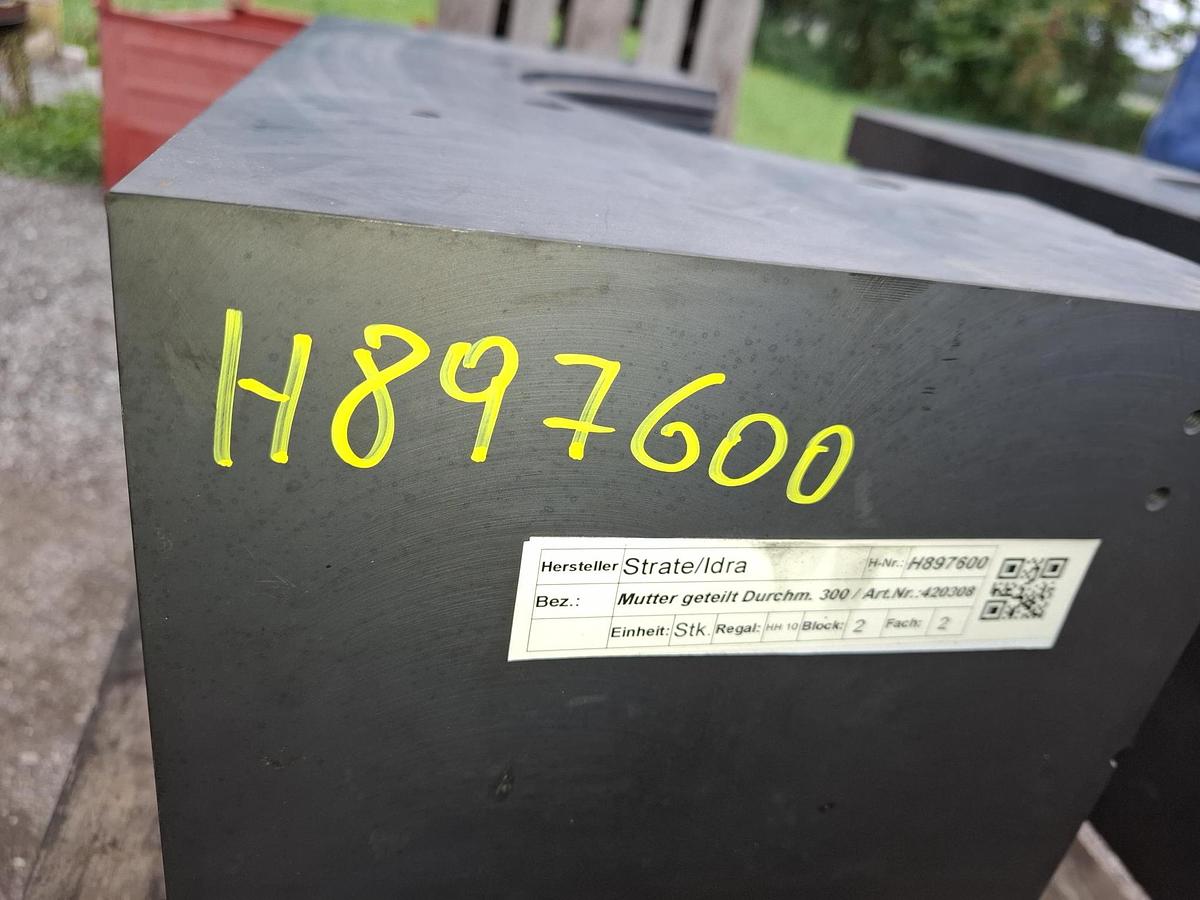 H897600
Hersteller Strate/Idra H-Nr.: H897600
Bez.: Mutter geteilt Durchm. 300 / Art.Nr.:420308
Einheit: Stk. Regal: HH 10 Block: 2 Fach: 2